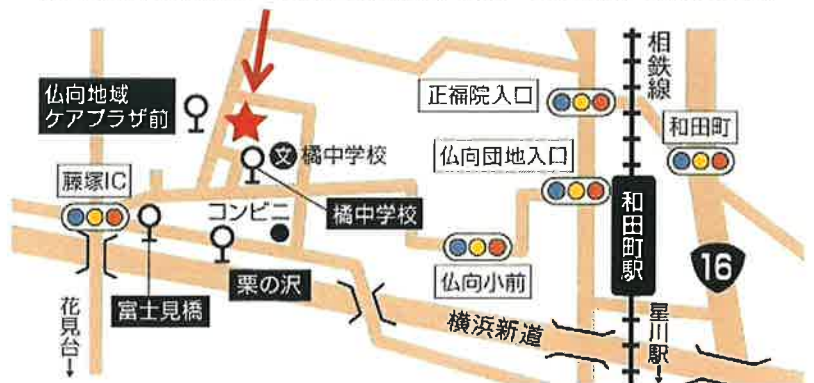 相鉄線
正福院入口
仏向地域
ケアプラザ前
和田町
文
橘中学校
仏向団地入口
藤塚IC
コンビニ
橘中学校
和田町駅
16
仏向小前
栗の沢
富士見橋
花見台↓
横浜新道
星川駅↓